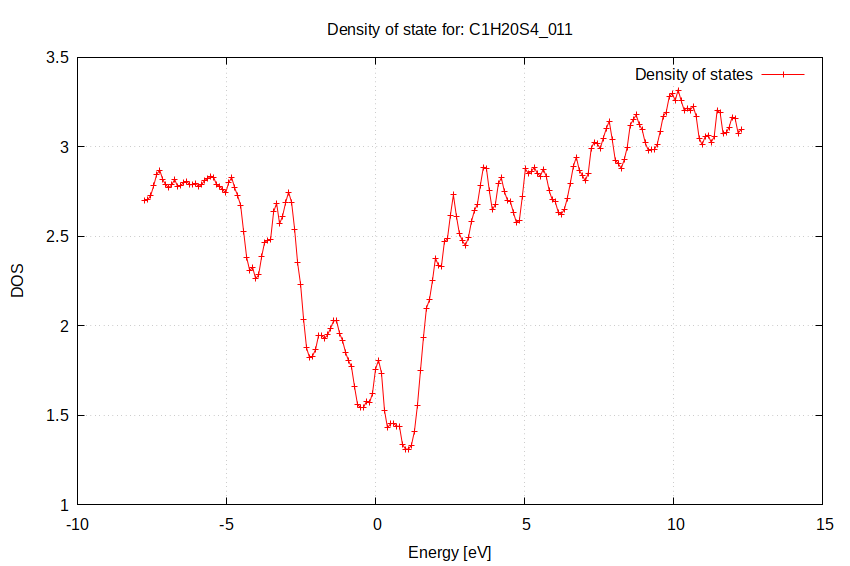 Density of state for: C1H20S4_011
Density of states
3.5
3
2.5
2
1.5
1
DOS
-10 -5 0 5 10 15
Energy [eV]